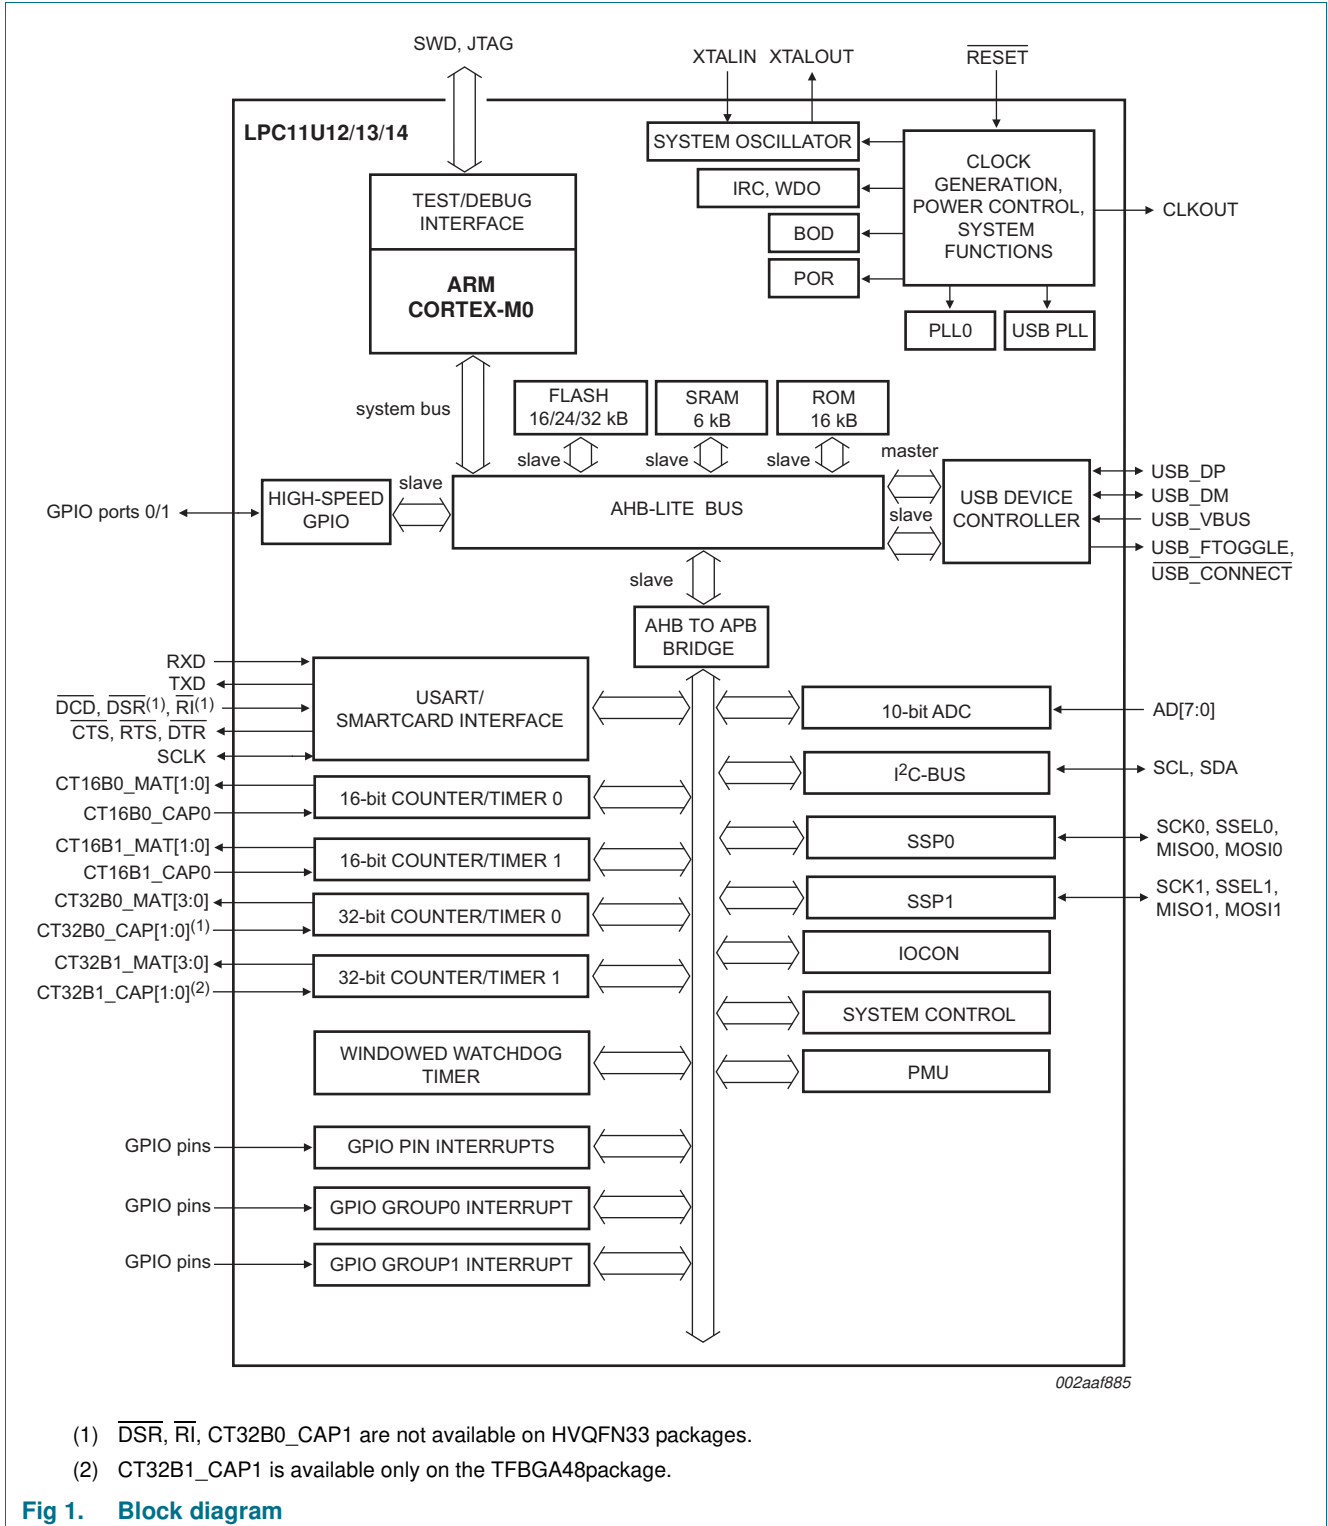 SWD, JTAG
XTALIN XTALOUT
RESET
LPC11U12/13/14
SYSTEM OSCILLATOR
CLOCK
GENERATION,
POWER CONTROL,
SYSTEM
FUNCTIONS
IRC, WDO
BOD
POR
CLKOUT
TEST/DEBUG
INTERFACE
ARM
CORTEX-M0
PLL0
USB PLL
system bus
FLASH
16/24/32 kB
SRAM
6 kB
ROM
16 kB
slave
slave
slave
master
slave
slave
GPIO ports 0/1
HIGH-SPEED
GPIO
AHB-LITE BUS
USB DEVICE
CONTROLLER
USB_DP
USB_DM
USB_VBUS
USB_FTOGGLE,
USB_CONNECT
slave
AHB TO APB
BRIDGE
RXD
TXD
DCD, DSR(1), RI(1)
CTS, RTS, DTR
SCLK
USART/
SMARTCARD INTERFACE
10-bit ADC
AD[7:0]
CT16B0_MAT[1:0]
CT16B0_CAP0
16-bit COUNTER/TIMER 0
I2C-BUS
SCL, SDA
CT16B1_MAT[1:0]
CT16B1_CAP0
16-bit COUNTER/TIMER 1
SSP0
SCK0, SSEL0,
MISO0, MOSI0
CT32B0_MAT[3:0]
CT32B0_CAP[1:0](1)
32-bit COUNTER/TIMER 0
SSP1
SCK1, SSEL1,
MISO1, MOSI1
CT32B1_MAT[3:0]
CT32B1_CAP[1:0](2)
32-bit COUNTER/TIMER 1
IOCON
SYSTEM CONTROL
WINDOWED WATCHDOG
TIMER
PMU
GPIO pins
GPIO PIN INTERRUPTS
GPIO pins
GPIO GROUP0 INTERRUPT
GPIO pins
GPIO GROUP1 INTERRUPT
002aaf885
(1) DSR, RI, CT32B0_CAP1 are not available on HVQFN33 packages.
(2) CT32B1_CAP1 is available only on the TFBGA48package.
Fig 1. Block diagram